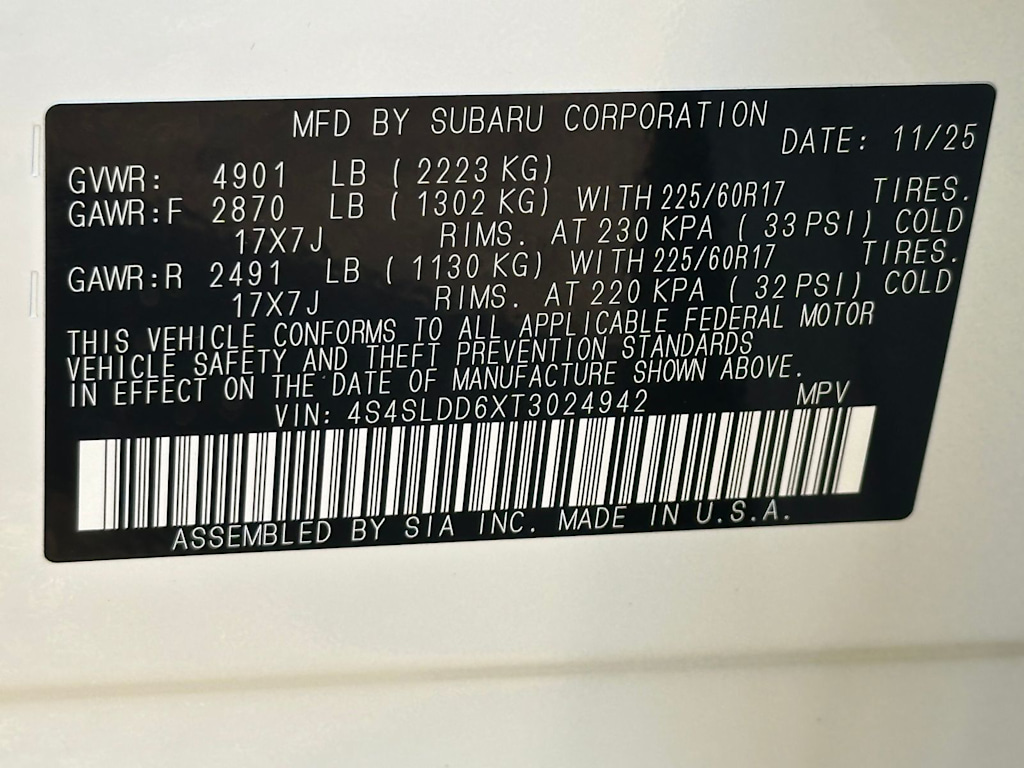 MFD BY SUBARU CORPORATION
DATE: 11/25
GVWR: 4901 LB ( 2223 KG)
GAWR:F 2870 LB ( 1302 KG) WITH 225/60R17 TIRES.
17X7J RIMS. AT 230 KPA ( 33 PSI) COLD
GAWR:R 2491 LB ( 1130 KG) WITH 225/60R17 TIRES.
17X7J RIMS. AT 220 KPA ( 32 PSI) COLD
THIS VEHICLE CONFORMS TO ALL APPLICABLE FEDERAL MOTOR
VEHICLE SAFETY AND THEFT PREVENTION STANDARDS
IN EFFECT ON THE DATE OF MANUFACTURE SHOWN ABOVE.
VIN: 4S4SLDD6XT3024942 MPV
ASSEMBLED BY SIA INC. MADE IN U.S.A.